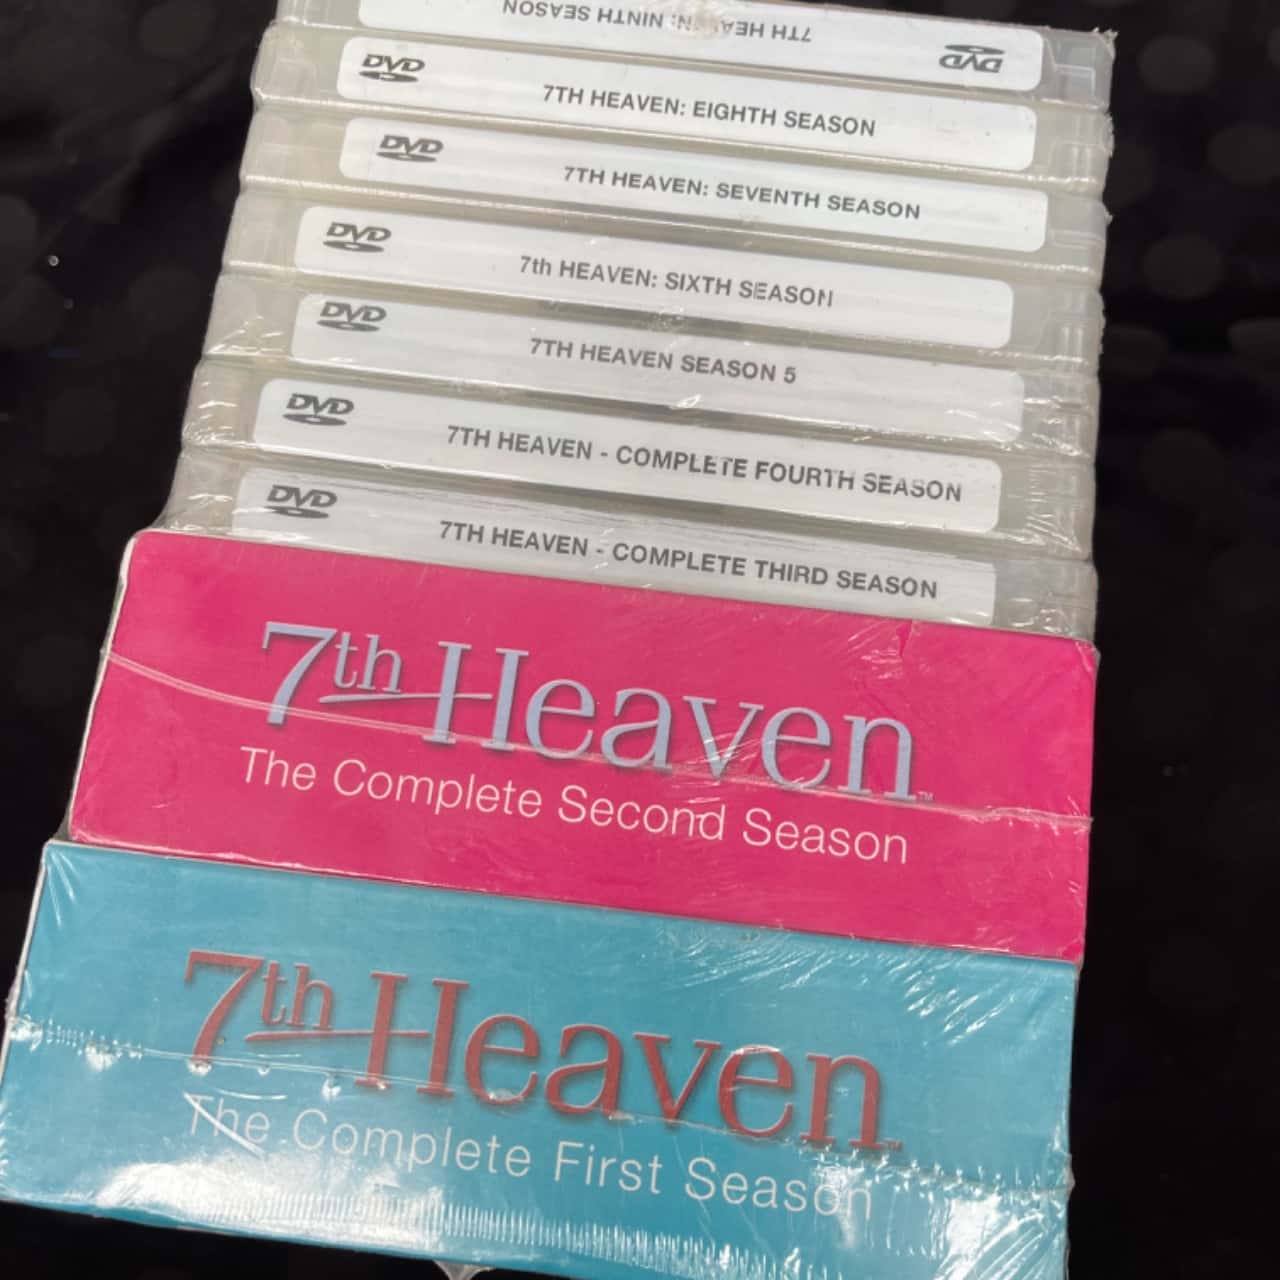 7TH HEAVEN: NINTH SEASON
DVD
DVD
7TH HEAVEN: EIGHTH SEASON
DVD
7TH HEAVEN: SEVENTH SEASON
DVD
7th HEAVEN: SIXTH SEASON
DVD
7TH HEAVEN SEASON 5
DVD
7TH HEAVEN - COMPLETE FOURTH SEASON
DVD
7TH HEAVEN - COMPLETE THIRD SEASON
7th Heaven™
The Complete Second Season
7th Heaven™
The Complete First Season